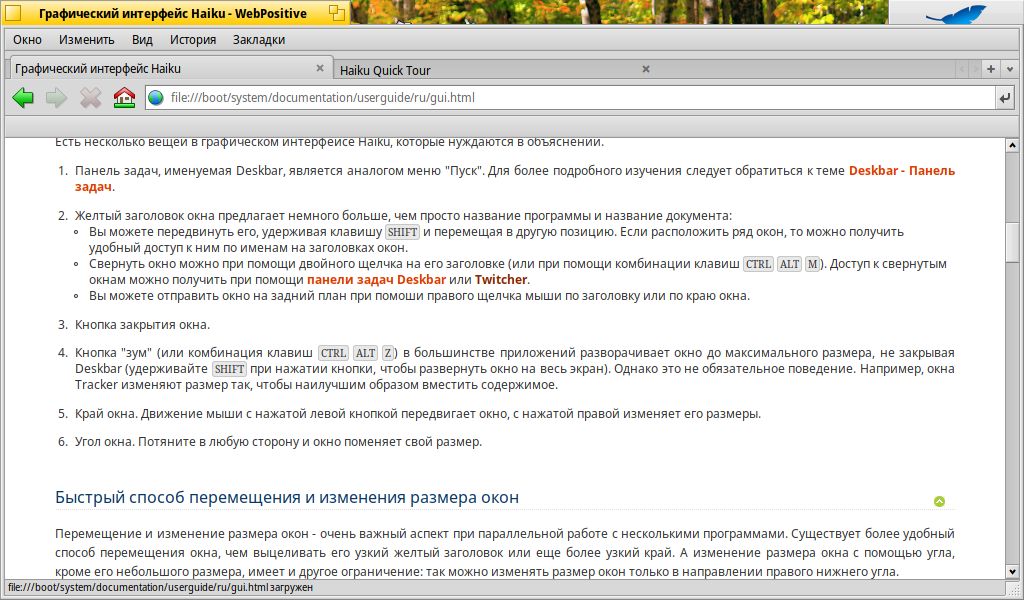 Графический интерфейс Haiku - WebPositive
Окно Изменить Вид История Закладки
Графический интерфейс Haiku
Haiku Quick Tour
file:///boot/system/documentation/userguide/ru/gui.html
Есть несколько вещей в графическом интерфейсе Haiku, которые нуждаются в объяснении.
1. Панель задач, именуемая Deskbar, является аналогом меню "Пуск". Для более подробного изучения следует обратиться к теме Deskbar - Панель
задач.
2. Желтый заголовок окна предлагает немного больше, чем просто название программы и название документа:
Вы можете передвинуть его, удерживая клавишу SHIFT и перемещая в другую позицию. Если расположить ряд окон, то можно получить
удобный доступ к ним по именам на заголовках окон.
Свернуть окно можно при помощи двойного щелчка на его заголовке (или при помощи комбинации клавиш CTRL ALT M). Доступ к свернутым
окнам можно получить при помощи панели задач Deskbar или Twitcher.
Вы можете отправить окно на задний план при помоши правого щелчка мыши по заголовку или по краю окна.
3. Кнопка закрытия окна.
4. Кнопка "зум" (или комбинация клавиш CTRL ALT Z) в большинстве приложений разворачивает окно до максимального размера, не закрывая
Deskbar (удерживайте SHIFT при нажатии кнопки, чтобы развернуть окно на весь экран). Однако это не обязательное поведение. Например, окна
Tracker изменяют размер так, чтобы наилучшим образом вместить содержимое.
5. Край окна. Движение мыши с нажатой левой кнопкой передвигает окно, с нажатой правой изменяет его размеры.
6. Угол окна. Потяните в любую сторону и окно поменяет свой размер.
Быстрый способ перемещения и изменения размера окон
Перемещение и изменение размера окон - очень важный аспект при параллельной работе с несколькими программами. Существует более удобный
способ перемещения окна, чем выцеливать его узкий желтый заголовок или еще более узкий край. А изменение размера окна с помощью угла,
кроме его небольшого размера, имеет и другое ограничение: так можно изменять размер окон только в направлении правого нижнего угла.
file:///boot/system/documentation/userguide/ru/gui.html загружен